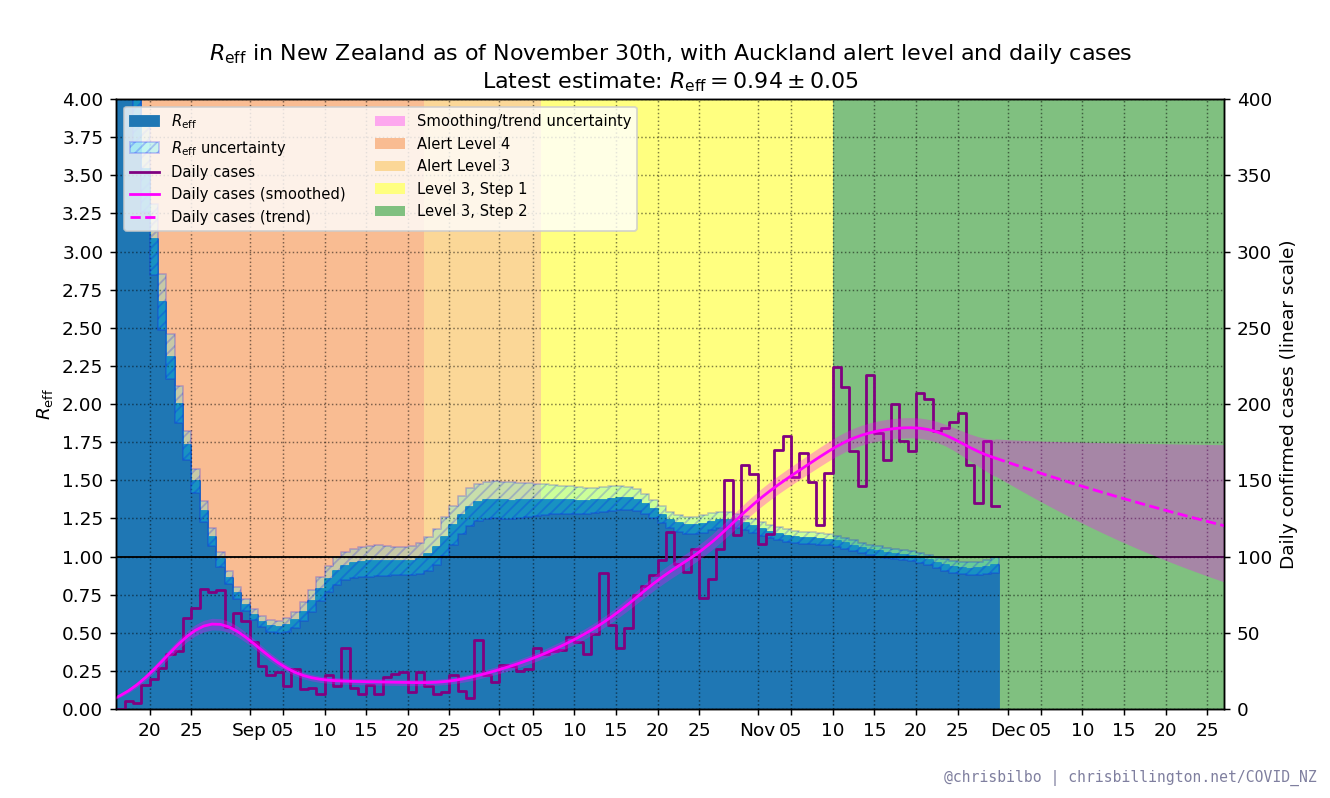 Reff in New Zealand as of November 30th, with Auckland alert level and daily cases
Latest estimate: Reff = 0.94 ± 0.05
Reff
Reff uncertainty
Daily cases
Daily cases (smoothed)
Daily cases (trend)
Smoothing/trend uncertainty
Alert Level 4
Alert Level 3
Level 3, Step 1
Level 3, Step 2
4.00
3.75
3.50
3.25
3.00
2.75
2.50
2.25
2.00
1.75
1.50
1.25
1.00
0.75
0.50
0.25
0.00
Reff
400
350
300
250
200
150
100
50
0
Daily confirmed cases (linear scale)
20 25 Sep 05 10 15 20 25 Oct 05 10 15 20 25 Nov 05 10 15 20 25 Dec 05 10 15 20 25
@chrisbilbo | chrisbillington.net/COVID_NZ